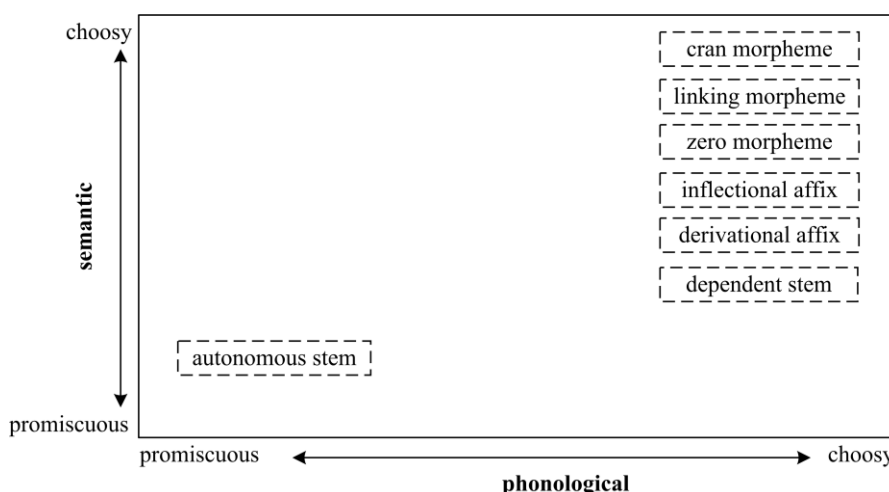 choosy
cran morpheme
linking morpheme
zero morpheme
inflectional affix
semantic
derivational affix
dependent stem
autonomous stem
promiscuous
promiscuous choosy
phonological